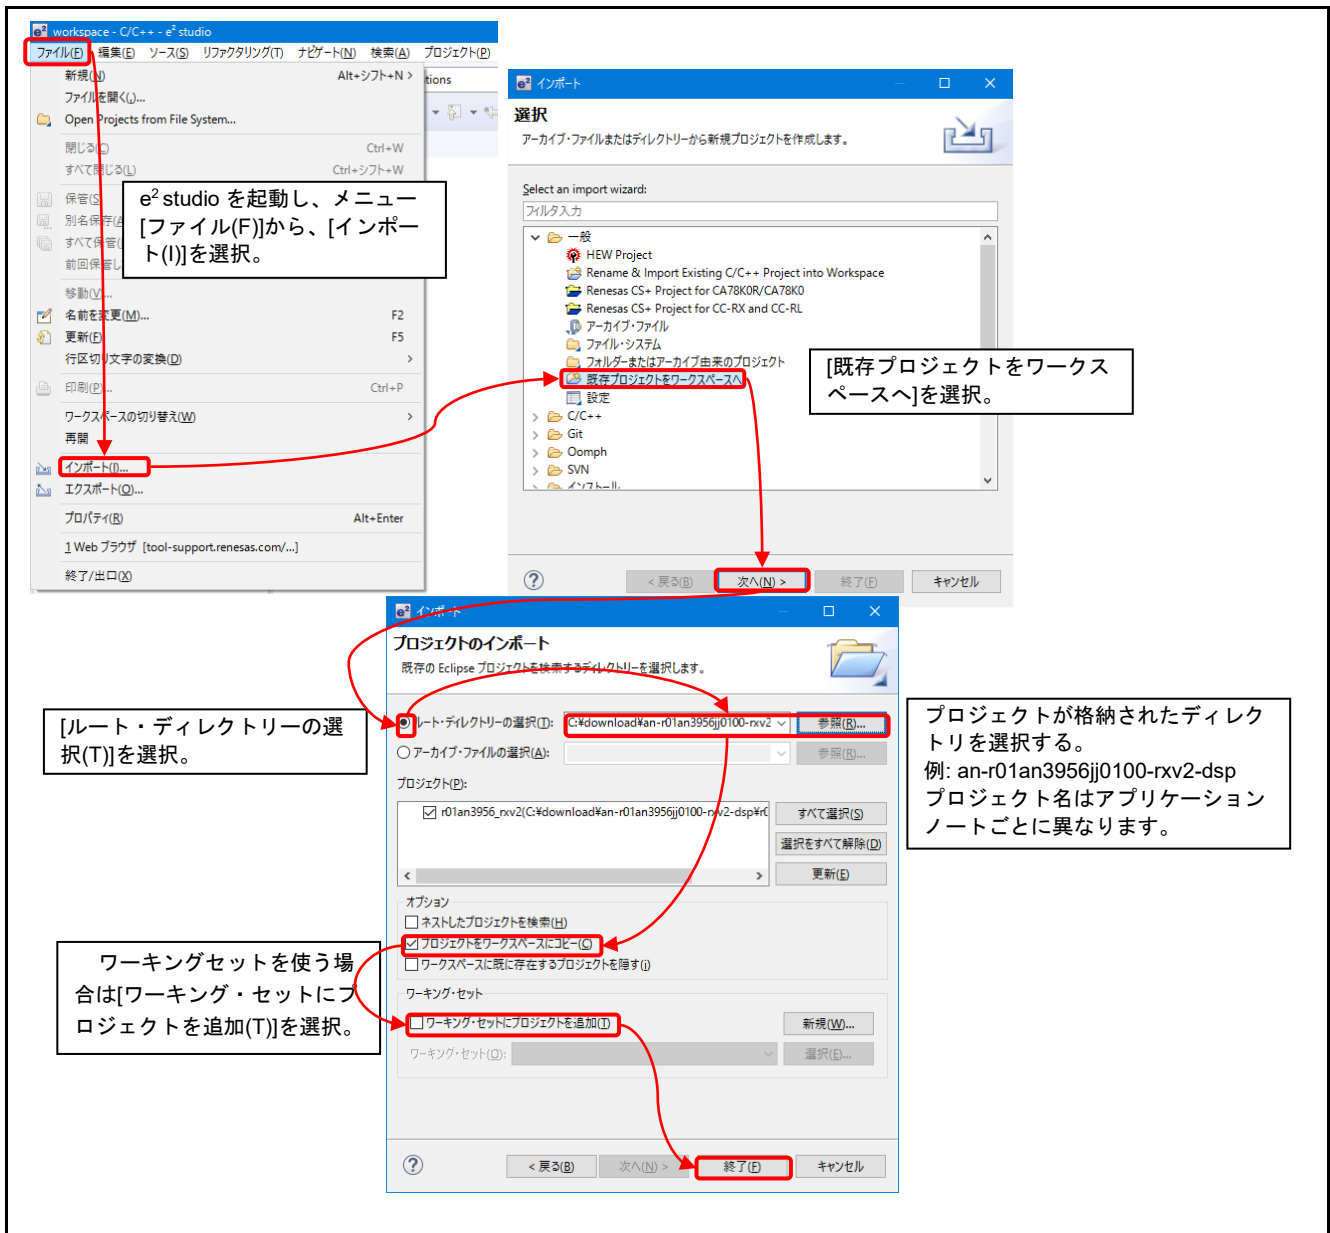 workspace - C/C++ - e² studio
ファイル(F) 編集(E) ソース(S) リファクタリング(T) ナビゲート(N) 検索(A) プロジェクト(P)
新規(N) Alt+シフト+N >
ファイルを開く(.)...
Open Projects from File System...
閉じる(C) Ctrl+W
すべて閉じる(L) Ctrl+シフト+W
保管(S)
別名保存(A)
すべて保管(
前回保管し
移動(V)...
名前を変更(M)... F2
更新(F) F5
行区切り文字の変換(D) >
印刷(P)... Ctrl+P
ワークスペースの切り替え(W) >
再開
インポート(I)...
エクスポート(O)...
プロパティ(R) Alt+Enter
1 Web ブラウザ [tool-support.renesas.com/...]
終了/出口(X)
tions
e² studio を起動し、メニュー
[ファイル(F)]から、[インポー
ト(I)]を選択。
インポート
選択
アーカイブ・ファイルまたはディレクトリーから新規プロジェクトを作成します。
Select an import wizard:
フィルタ入力
一般
HEW Project
Rename & Import Existing C/C++ Project into Workspace
Renesas CS+ Project for CA78K0R/CA78K0
Renesas CS+ Project for CC-RX and CC-RL
アーカイブ・ファイル
ファイル・システム
フォルダーまたはアーカイブ由来のプロジェクト
既存プロジェクトをワークスペースへ
設定
C/C++
Git
Oomph
SVN
インストール
< 戻る(B) 次へ(N) > 終了(F) キャンセル
[既存プロジェクトをワークス
ペースへ]を選択。
インポート
プロジェクトのインポート
既存の Eclipse プロジェクトを検索するディレクトリーを選択します。
ルート・ディレクトリーの選択(T): C:¥download¥an-r01an3956jj0100-rxv2 参照(R)...
アーカイブ・ファイルの選択(A): 参照(R)...
プロジェクト(P):
r01an3956_rxv2(C:¥download¥an-r01an3956jj0100-rxv2-dsp¥r0
すべて選択(S)
選択をすべて解除(D)
更新(E)
オプション
ネストしたプロジェクトを検索(H)
プロジェクトをワークスペースにコピー(C)
ワークスペースに既に存在するプロジェクトを隠す(i)
ワーキング・セット
ワーキング・セットにプロジェクトを追加(T) 新規(W)...
ワーキング・セット(O): 選択(E)...
< 戻る(B) 次へ(N) > 終了(F) キャンセル
[ルート・ディレクトリーの選
択(T)]を選択。
プロジェクトが格納されたディレク
トリを選択する。
例: an-r01an3956jj0100-rxv2-dsp
プロジェクト名はアプリケーション
ノートごとに異なります。
ワーキングセットを使う場
合は[ワーキング・セットにプ
ロジェクトを追加(T)]を選択。